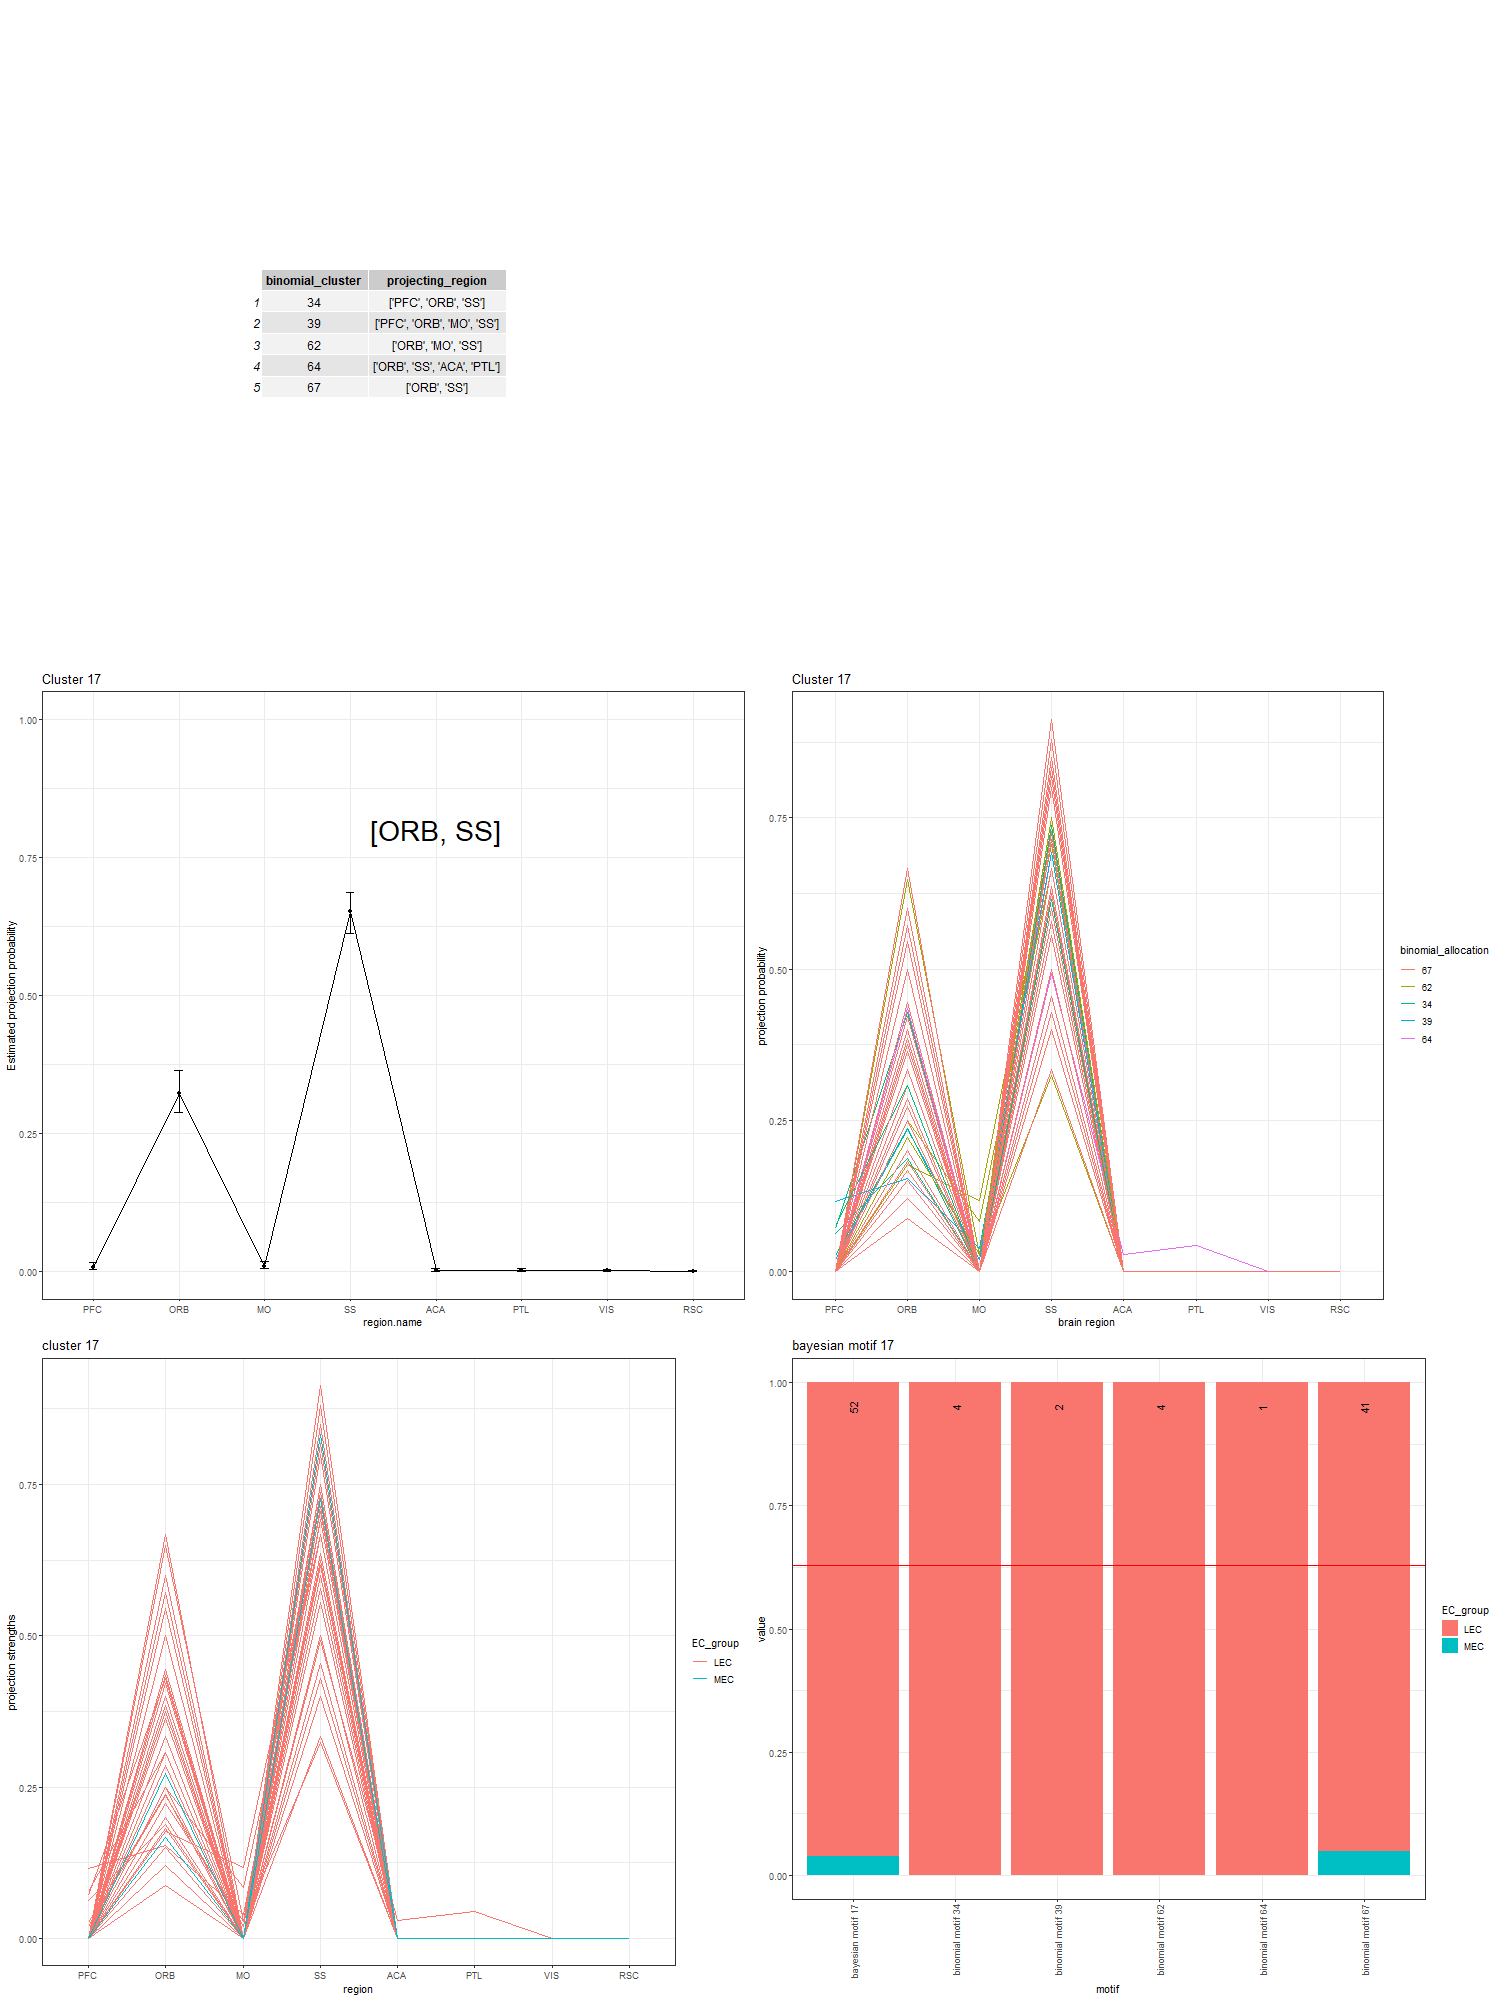 binomial_cluster projecting_region
1 34 ['PFC', 'ORB', 'SS']
2 39 ['PFC', 'ORB', 'MO', 'SS']
3 62 ['ORB', 'MO', 'SS']
4 64 ['ORB', 'SS', 'ACA', 'PTL']
5 67 ['ORB', 'SS']
Cluster 17
Estimated projection probability
1.00
0.75
0.50
0.25
0.00
[ORB, SS]
PFC ORB MO SS ACA PTL VIS RSC
region.name
Cluster 17
projection probability
0.75
0.50
0.25
0.00
PFC ORB MO SS ACA PTL VIS RSC
brain region
binomial_allocation
67
62
34
39
64
cluster 17
projection strengths
0.75
0.50
0.25
0.00
PFC ORB MO SS ACA PTL VIS RSC
region
EC_group
LEC
MEC
bayesian motif 17
value
1.00
0.75
0.50
0.25
0.00
52 4 2 4 1 41
bayesian motif 17
binomial motif 34
binomial motif 39
binomial motif 62
binomial motif 64
binomial motif 67
motif
EC_group
LEC
MEC